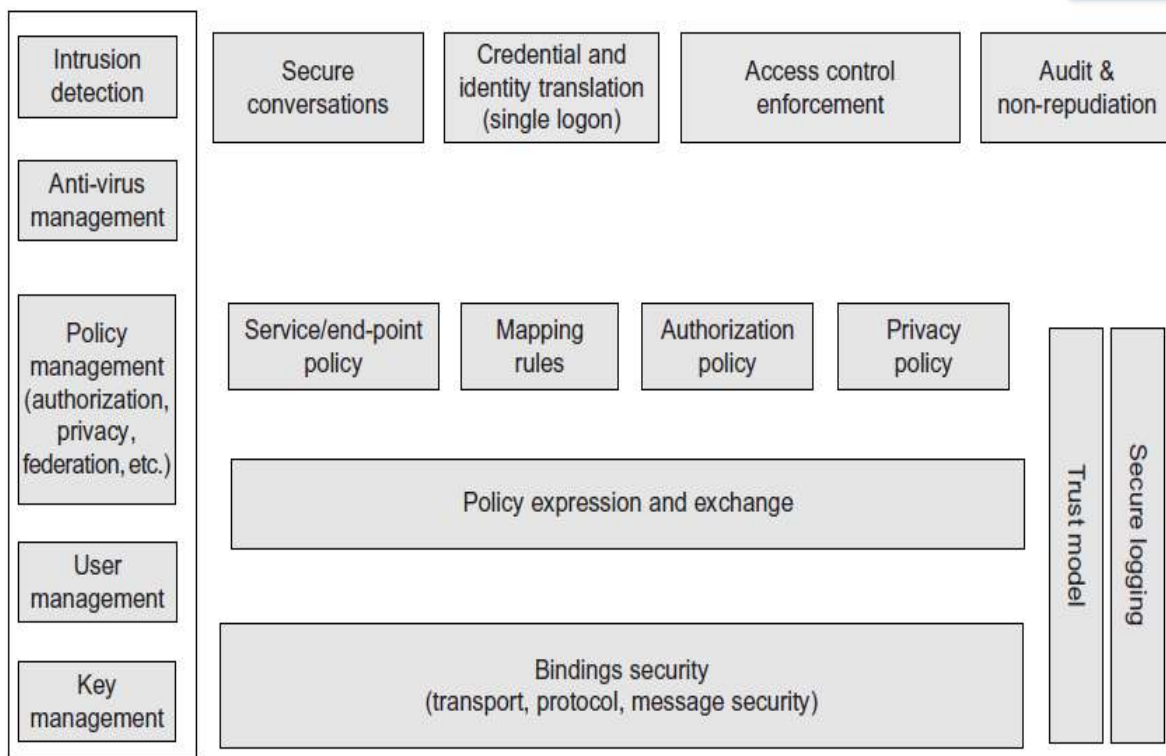 Intrusion
detection
Secure
conversations
Credential and
identity translation
(single logon)
Access control
enforcement
Audit &
non-repudiation
Anti-virus
management
Policy
management
(authorization,
privacy,
federation, etc.)
Service/end-point
policy
Mapping
rules
Authorization
policy
Privacy
policy
Policy expression and exchange
Trust model
Secure logging
User
management
Key
management
Bindings security
(transport, protocol, message security)